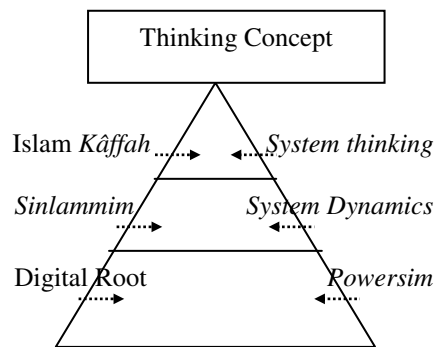 Thinking Concept
Islam Kâffah System thinking
Sinlammim System Dynamics
Digital Root Powersim